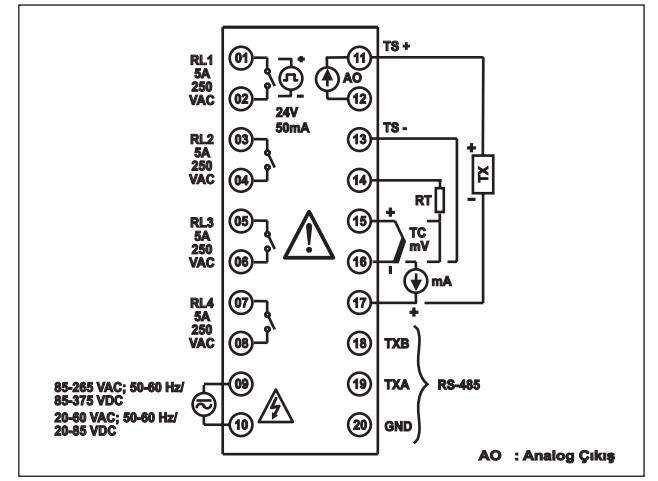 RL1
5A
250
VAC
01
02
+
-
24V
50mA
AO
11
12
TS +
RL2
5A
250
VAC
03
04
13
TS -
14
RT
+
-
TX
RL3
5A
250
VAC
05
06
15
16
+
-
TC
mV
mA
17
+
RL4
5A
250
VAC
07
08
18 TXB
19 TXA
20 GND
RS-485
85-265 VAC; 50-60 Hz/
85-375 VDC
20-60 VAC; 50-60 Hz/
20-85 VDC
09
10
AO : Analog Çıkış